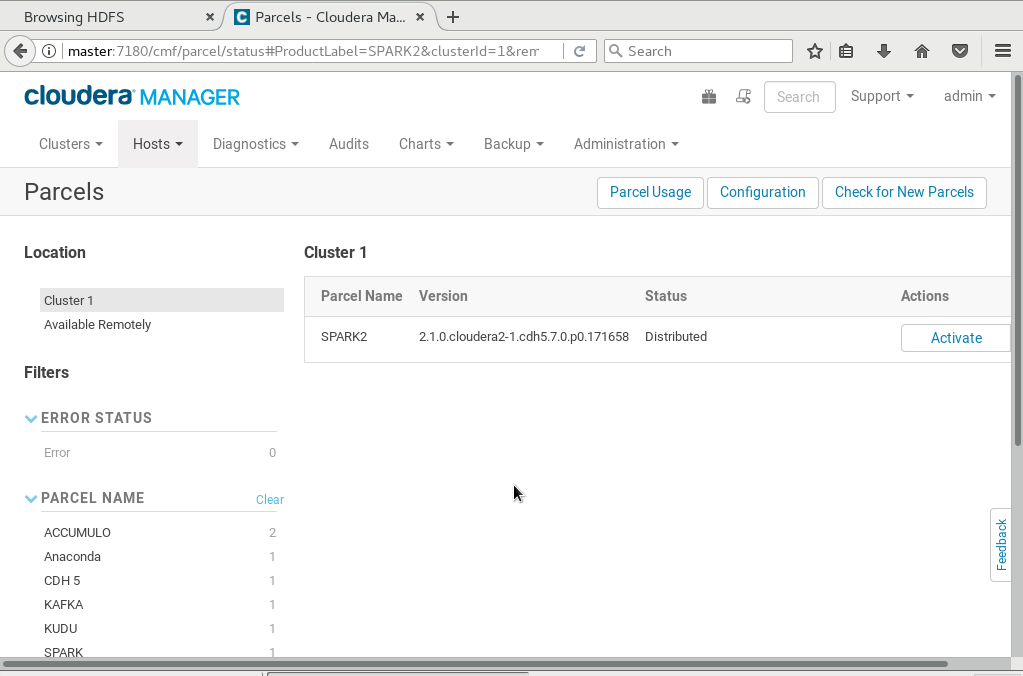 Browsing HDFS
Parcels - Cloudera Ma...
master:7180/cmf/parcel/status#ProductLabel=SPARK2&clusterId=1&rem
Search
cloudera MANAGER
Search
Support
admin
Clusters
Hosts
Diagnostics
Audits
Charts
Backup
Administration
Parcels
Parcel Usage
Configuration
Check for New Parcels
Location
Cluster 1
Available Remotely
Filters
ERROR STATUS
Error 0
PARCEL NAME Clear
ACCUMULO 2
Anaconda 1
CDH 5 1
KAFKA 1
KUDU 1
SPARK 1
Cluster 1
Parcel Name Version Status Actions
SPARK2 2.1.0.cloudera2-1.cdh5.7.0.p0.171658 Distributed Activate
Feedback